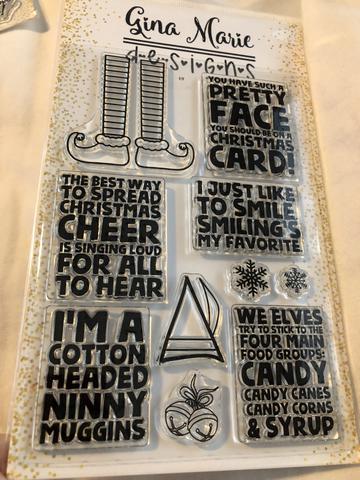 Gina Marie
designs
YOU HAVE SUCH A
PRETTY
FACE
YOU SHOULD BE ON A
CHRISTMAS
CARD!
THE BEST WAY
TO SPREAD
CHRISTMAS
CHEER
IS SINGING LOUD
FOR ALL
TO HEAR
I JUST LIKE
TO SMILE
SMILING'S
MY FAVORITE
I'M A
COTTON
HEADED
NINNY
MUGGINS
WE ELVES
TRY TO STICK TO THE
FOUR MAIN
FOOD GROUPS:
CANDY
CANDY CANES
CANDY CORNS
& SYRUP